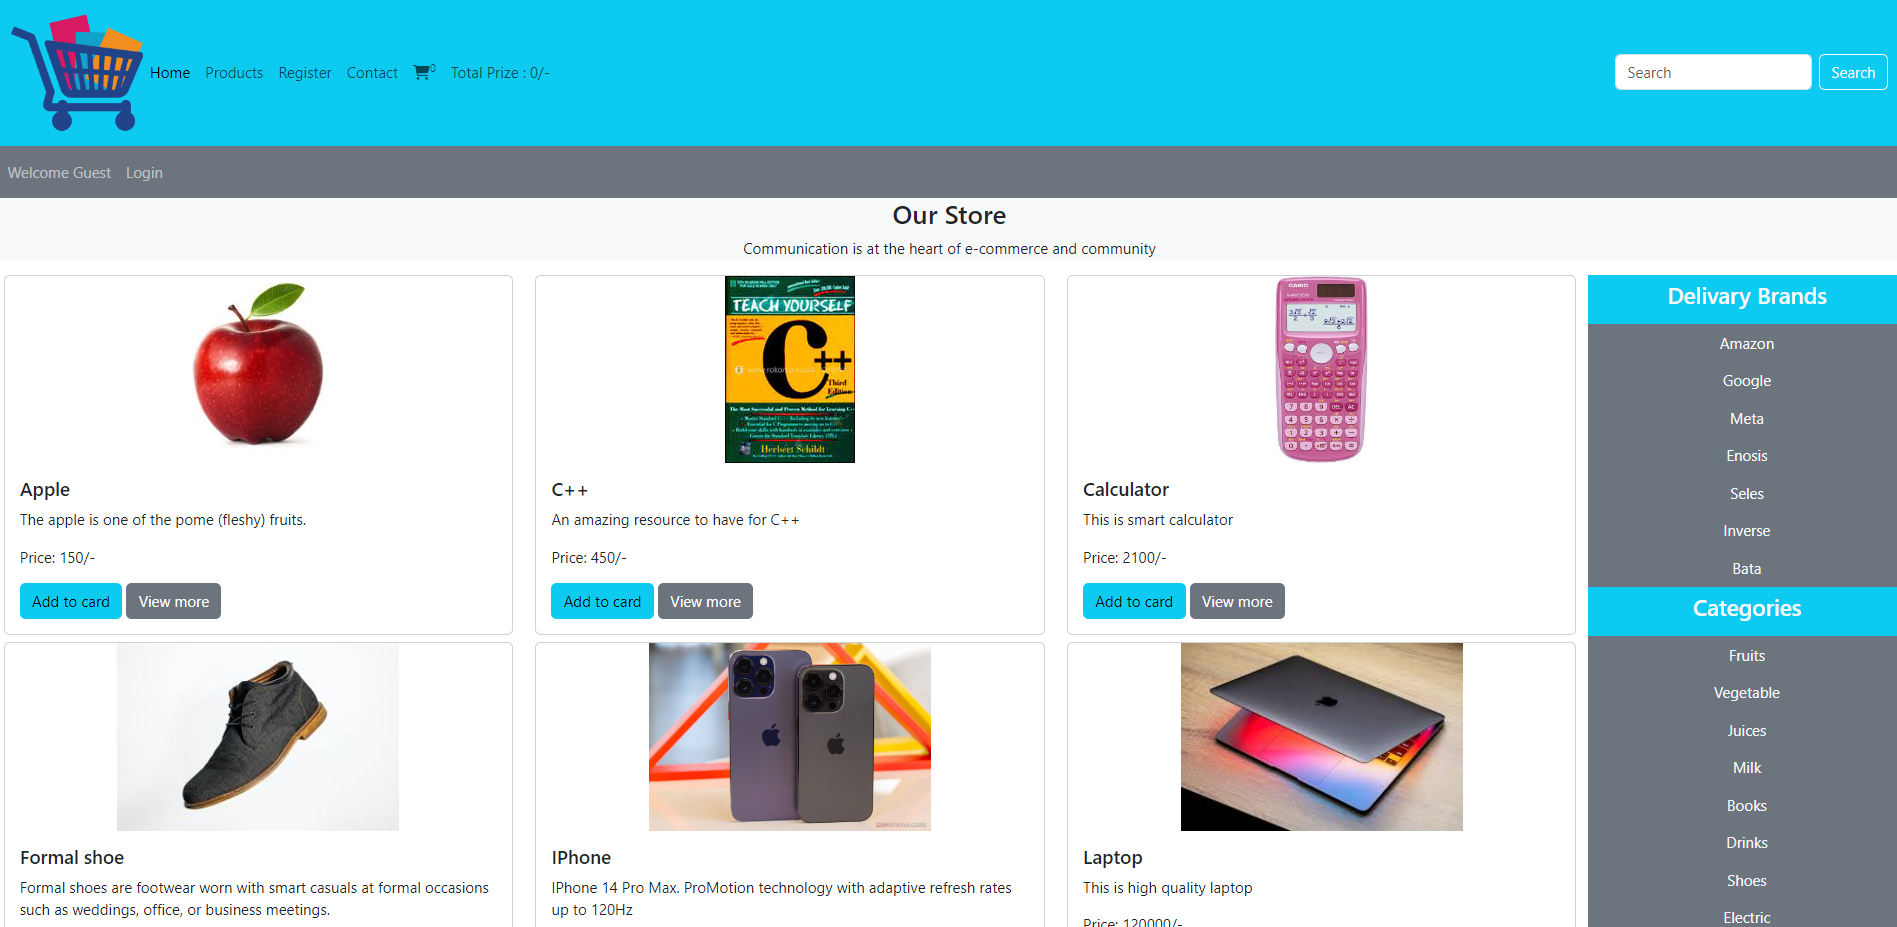 Home Products Register Contact 0 Total Prize : 0/-
Search Search
Welcome Guest Login
Our Store
Communication is at the heart of e-commerce and community
TEACH YOURSELF
C++
Third
Edition
Herbert Schildt
CASIO
Apple
The apple is one of the pome (fleshy) fruits.
Price: 150/-
Add to card View more
C++
An amazing resource to have for C++
Price: 450/-
Add to card View more
Calculator
This is smart calculator
Price: 2100/-
Add to card View more
Formal shoe
Formal shoes are footwear worn with smart casuals at formal occasions
such as weddings, office, or business meetings.
GSMArena.com
IPhone
IPhone 14 Pro Max. ProMotion technology with adaptive refresh rates
up to 120Hz
Laptop
This is high quality laptop
Price: 120000/-
Delivary Brands
Amazon
Google
Meta
Enosis
Seles
Inverse
Bata
Categories
Fruits
Vegetable
Juices
Milk
Books
Drinks
Shoes
Electric